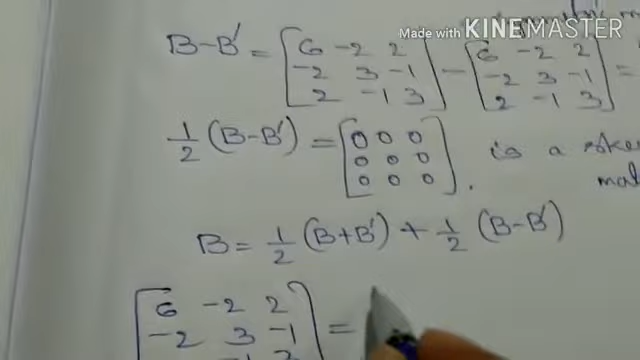 Made with KINEMASTER
B-B' = [6 -2 2 - [6 -2 2
-2 3 -1 -2 3 -1
2 -1 3] 2 -1 3] =
1/2 (B-B') = [0 0 0
0 0 0 is a
0 0 0].
B = 1/2 (B+B') + 1/2 (B-B')
[6 -2 2
-2 3 -1 =